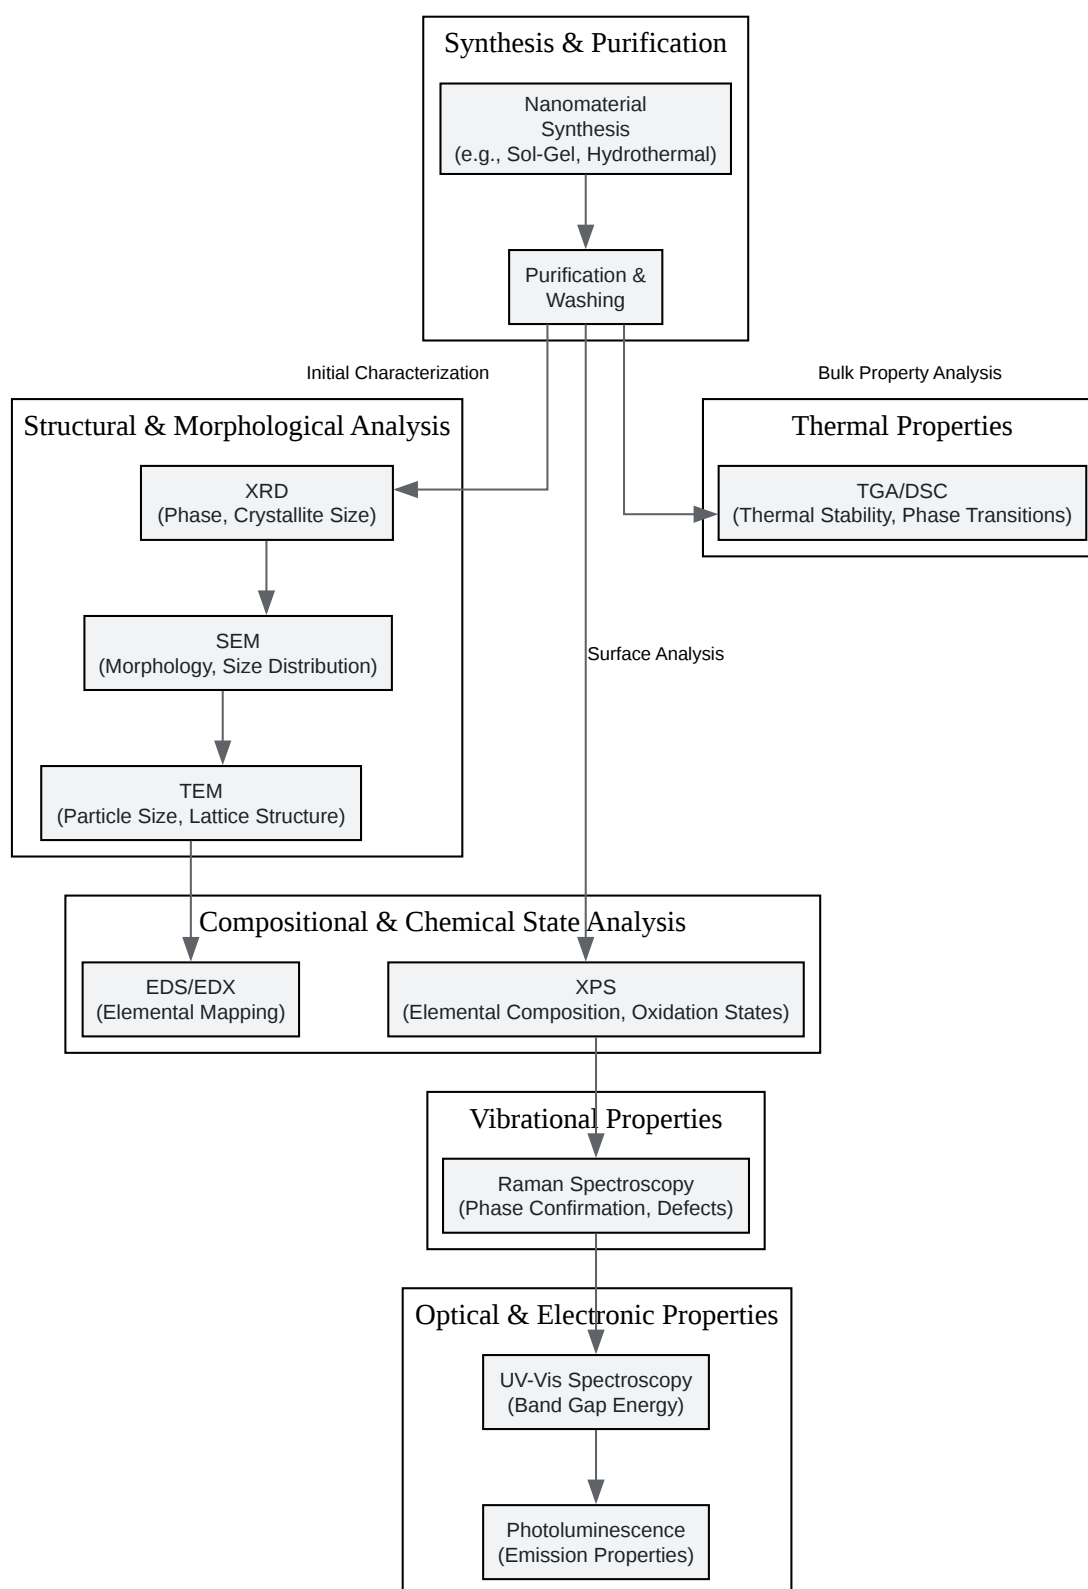 Synthesis & Purification
Nanomaterial
Synthesis
(e.g., Sol-Gel, Hydrothermal)
Purification &
Washing
Initial Characterization
Bulk Property Analysis
Structural & Morphological Analysis
Thermal Properties
XRD
(Phase, Crystallite Size)
TGA/DSC
(Thermal Stability, Phase Transitions)
SEM
(Morphology, Size Distribution)
Surface Analysis
TEM
(Particle Size, Lattice Structure)
Compositional & Chemical State Analysis
EDS/EDX
(Elemental Mapping)
XPS
(Elemental Composition, Oxidation States)
Vibrational Properties
Raman Spectroscopy
(Phase Confirmation, Defects)
Optical & Electronic Properties
UV-Vis Spectroscopy
(Band Gap Energy)
Photoluminescence
(Emission Properties)